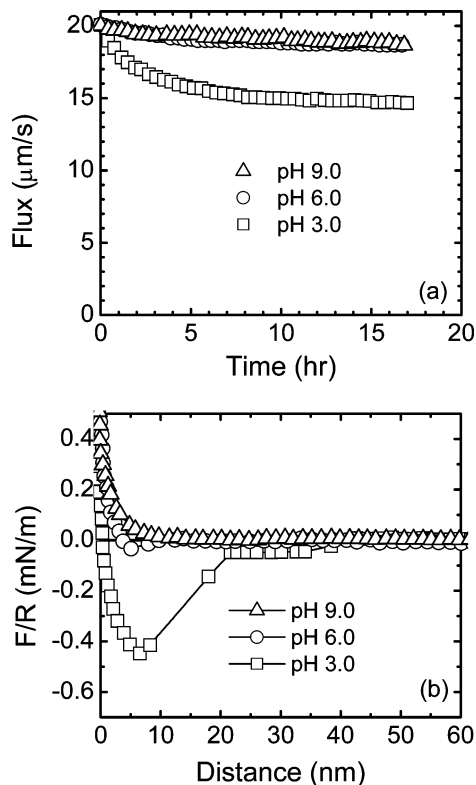 20
15
10
5
0
Flux (μm/s)
pH 9.0
pH 6.0
pH 3.0
(a)
0 5 10 15 20
Time (hr)
0.4
0.2
0.0
-0.2
-0.4
-0.6
F/R (mN/m)
pH 9.0
pH 6.0
pH 3.0
(b)
0 10 20 30 40 50 60
Distance (nm)